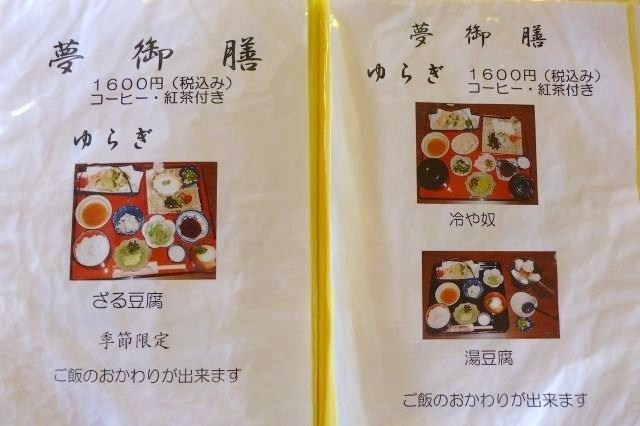 夢御膳
1600円(税込み)
コーヒー・紅茶付き
ゆらぎ
ざる豆腐
季節限定
ご飯のおかわりが出来ます
夢御膳
ゆらぎ 1600円(税込み)
コーヒー・紅茶付き
冷や奴
湯豆腐
ご飯のおかわりが出来ます